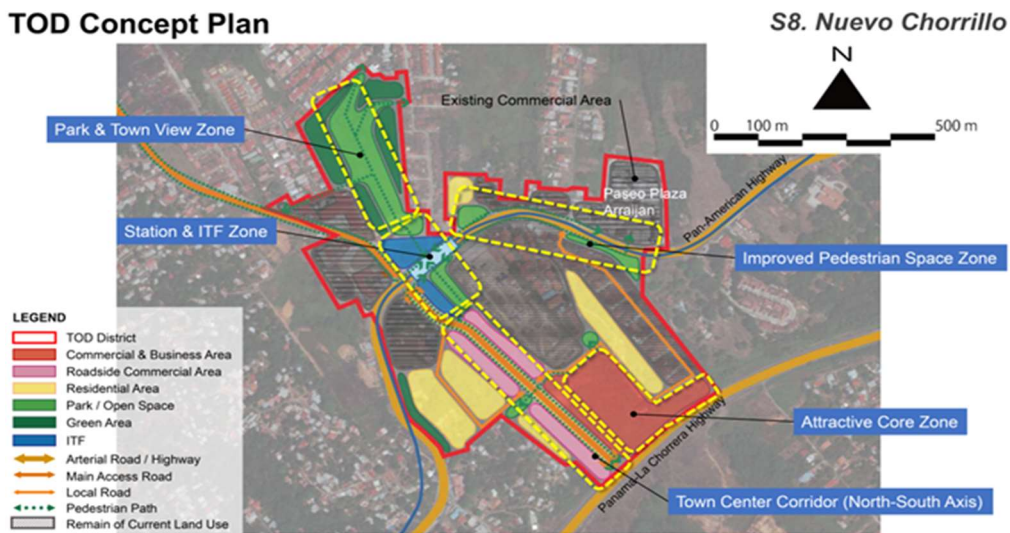 TOD Concept Plan
S8. Nuevo Chorrillo
N
0 100 m 500 m
Existing Commercial Area
Park & Town View Zone
Paseo Plaza
Arraijan
Pan-American Highway
Station & ITF Zone
Improved Pedestrian Space Zone
LEGEND
TOD District
Commercial & Business Area
Roadside Commercial Area
Residential Area
Park / Open Space
Green Area
ITF
Arterial Road / Highway
Main Access Road
Local Road
Pedestrian Path
Remain of Current Land Use
Attractive Core Zone
Panama-La Chorrera Highway
Town Center Corridor (North-South Axis)